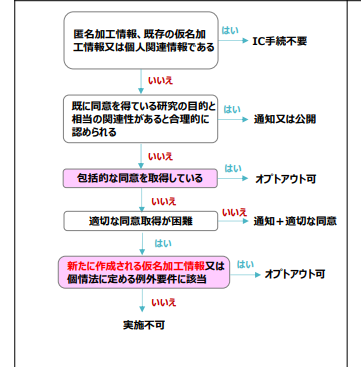 匿名加工情報、既存の仮名加
工情報又は個人関連情報である
はい
IC手続不要
いいえ
既に同意を得ている研究の目的と
相当の関連性があると合理的に
認められる
はい
通知又は公開
いいえ
包括的な同意を取得している
はい
オプトアウト可
いいえ
適切な同意取得が困難
いいえ
通知＋適切な同意
はい
新たに作成される仮名加工情報又は
個情法に定める例外要件に該当
はい
オプトアウト可
いいえ
実施不可